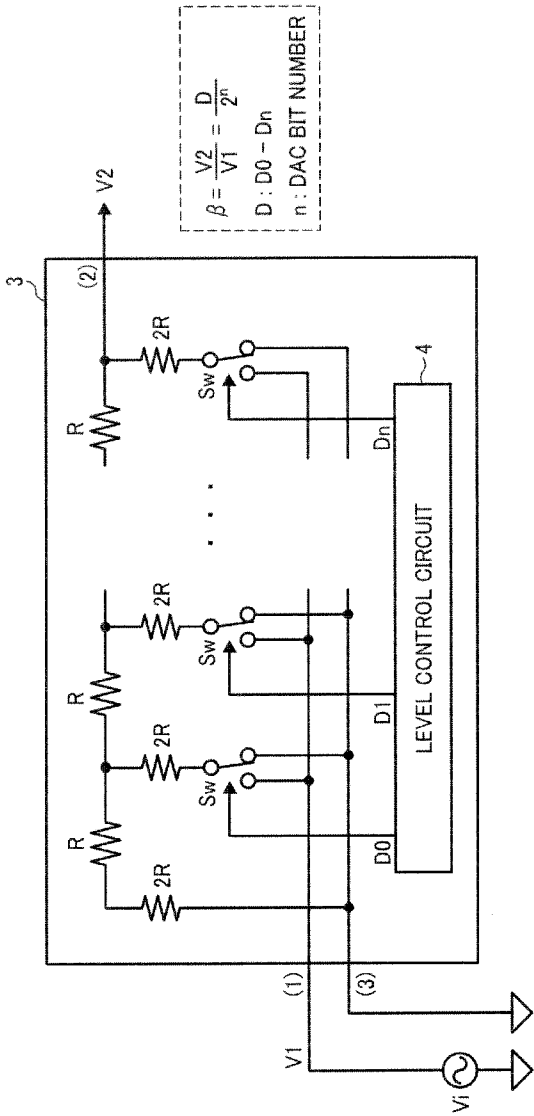 3
R
R
R
(2)
V2
2R
2R
2R
2R
Sw
Sw
Sw
. . .
V1
(1)
(3)
Vi
D0
D1
Dn
4
LEVEL CONTROL CIRCUIT
β = V2 / V1 = D / 2ⁿ
D : D0 - Dn
n : DAC BIT NUMBER